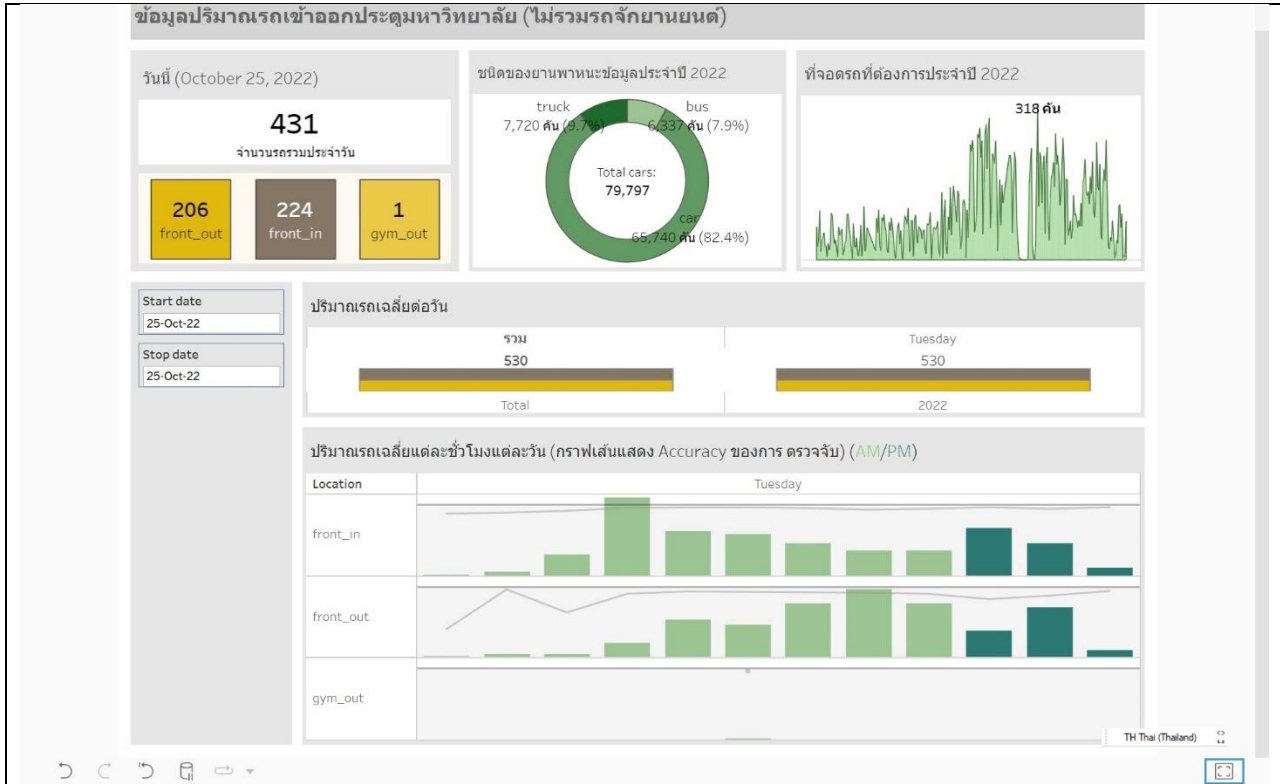 ข้อมูลปริมาณรถเข้าออกประตูมหาวิทยาลัย (ไม่รวมรถจักยานยนต์)
วันนี้ (October 25, 2022)
431
จำนวนรถรวมประจำวัน
206
front_out
224
front_in
1
gym_out
ชนิดของยานพาหนะข้อมูลประจำปี 2022
truck
7,720 คัน (9.7%)
bus
6,337 คัน (7.9%)
Total cars:
79,797
car
65,740 คัน (82.4%)
ที่จอดรถที่ต้องการประจำปี 2022
318 คัน
Start date
25-Oct-22
Stop date
25-Oct-22
ปริมาณรถเฉลี่ยต่อวัน
รวม
Tuesday
530
530
Total
2022
ปริมาณรถเฉลี่ยแต่ละชั่วโมงแต่ละวัน (กราฟเส้นแสดง Accuracy ของการ ตรวจจับ) (AM/PM)
Location
Tuesday
front_in
front_out
gym_out
TH Thai (Thailand)